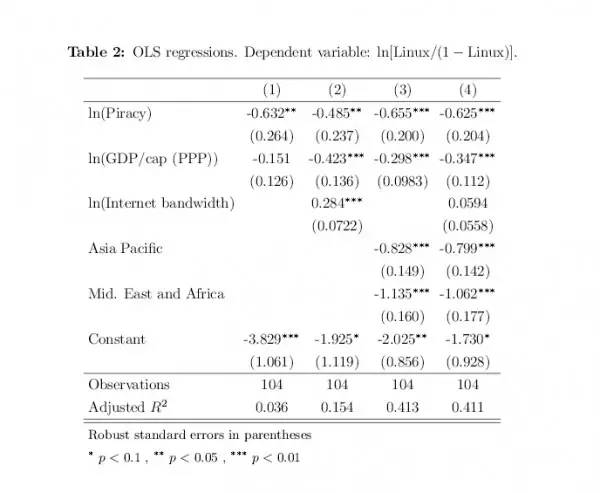 Table 2: OLS regressions. Dependent variable: ln[Linux/(1 − Linux)].
(1) (2) (3) (4)
ln(Piracy) -0.632** -0.485** -0.655*** -0.625***
(0.264) (0.237) (0.200) (0.204)
ln(GDP/cap (PPP)) -0.151 -0.423*** -0.298*** -0.347***
(0.126) (0.136) (0.0983) (0.112)
ln(Internet bandwidth) 0.284*** 0.0594
(0.0722) (0.0558)
Asia Pacific -0.828*** -0.799***
(0.149) (0.142)
Mid. East and Africa -1.135*** -1.062***
(0.160) (0.177)
Constant -3.829*** -1.925* -2.025** -1.730*
(1.061) (1.119) (0.856) (0.928)
Observations 104 104 104 104
Adjusted R² 0.036 0.154 0.413 0.411
Robust standard errors in parentheses
* p < 0.1 , ** p < 0.05 , *** p < 0.01